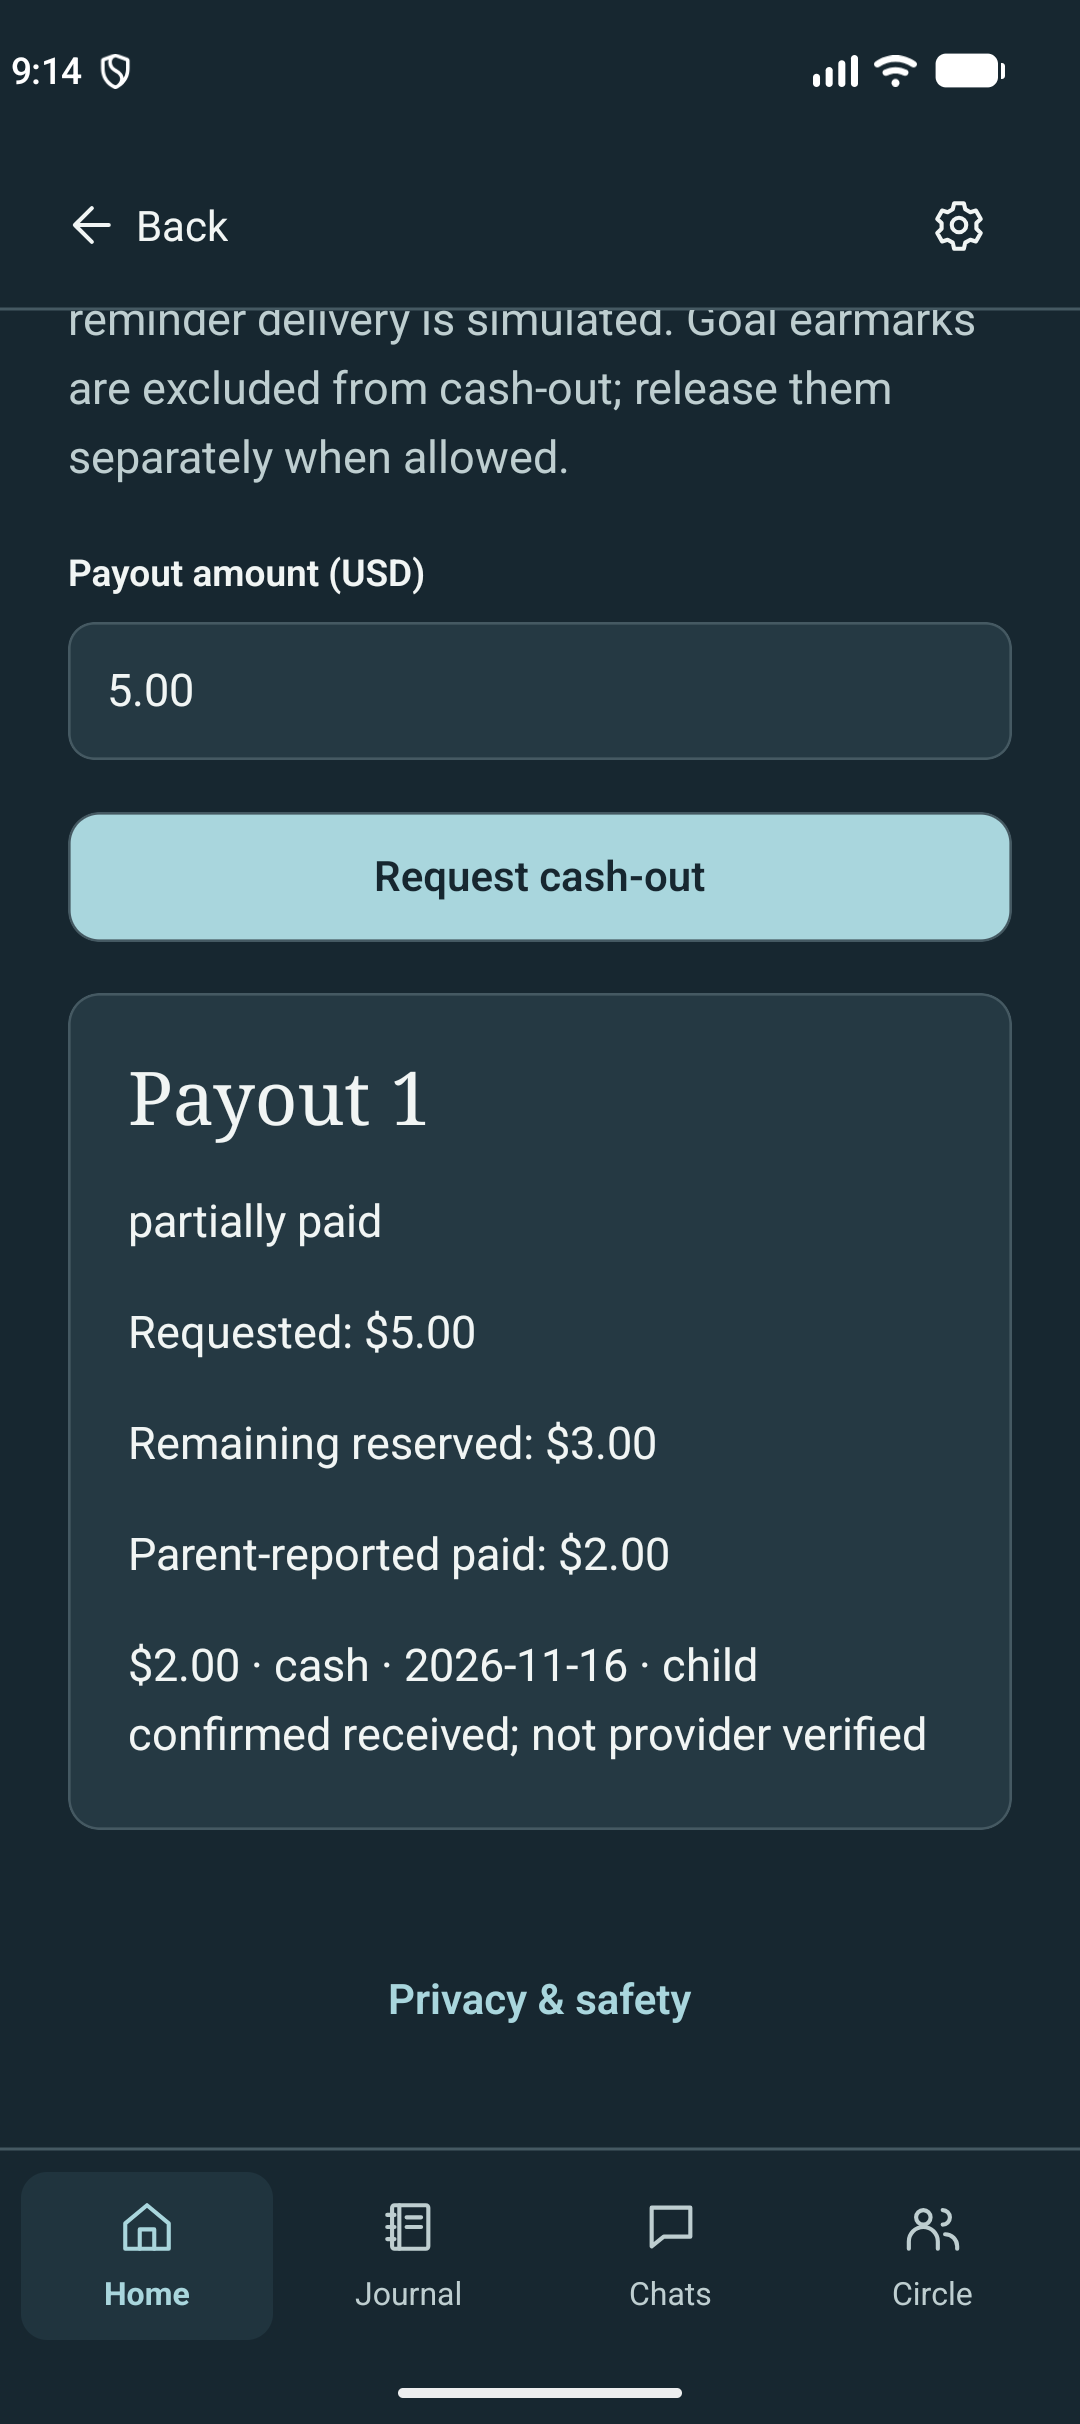 9:14
Back
reminder delivery is simulated. Goal earmarks
are excluded from cash-out; release them
separately when allowed.
Payout amount (USD)
5.00
Request cash-out
Payout 1
partially paid
Requested: $5.00
Remaining reserved: $3.00
Parent-reported paid: $2.00
$2.00 · cash · 2026-11-16 · child
confirmed received; not provider verified
Privacy & safety
Home
Journal
Chats
Circle